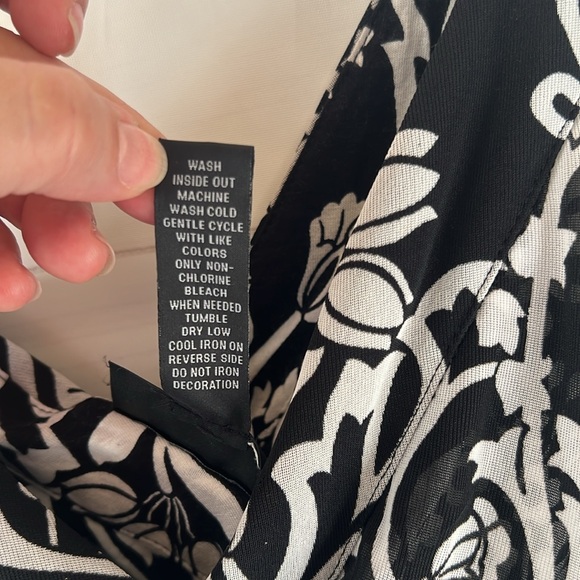 WASH
INSIDE OUT
MACHINE
WASH COLD
GENTLE CYCLE
WITH LIKE
COLORS
ONLY NON-
CHLORINE
BLEACH
WHEN NEEDED
TUMBLE
DRY LOW
COOL IRON ON
REVERSE SIDE
DO NOT IRON
DECORATION